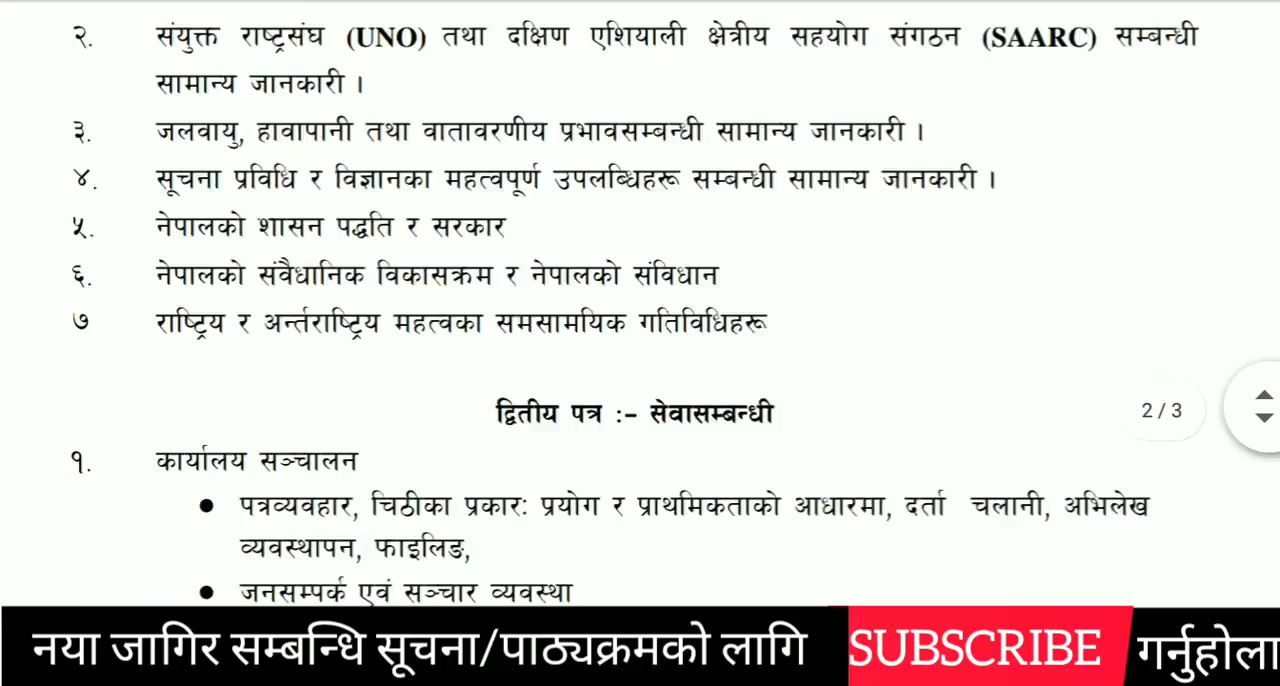 २. संयुक्त राष्ट्रसंघ (UNO) तथा दक्षिण एशियाली क्षेत्रीय सहयोग संगठन (SAARC) सम्बन्धी
सामान्य जानकारी ।
३. जलवायु, हावापानी तथा वातावरणीय प्रभावसम्बन्धी सामान्य जानकारी ।
४. सूचना प्रविधि र विज्ञानका महत्वपूर्ण उपलब्धिहरू सम्बन्धी सामान्य जानकारी ।
५. नेपालको शासन पद्धति र सरकार
६. नेपालको संवैधानिक विकासक्रम र नेपालको संविधान
७ राष्ट्रिय र अर्न्तराष्ट्रिय महत्वका समसामयिक गतिविधिहरू
द्वितीय पत्र :- सेवासम्बन्धी
2 / 3
१. कार्यालय सञ्चालन
● पत्रव्यवहार, चिठीका प्रकारः प्रयोग र प्राथमिकताको आधारमा, दर्ता चलानी, अभिलेख
व्यवस्थापन, फाइलिङ,
● जनसम्पर्क एवं सञ्चार व्यवस्था
नया जागिर सम्बन्धि सूचना/पाठ्यक्रमको लागि SUBSCRIBE गर्नुहोला